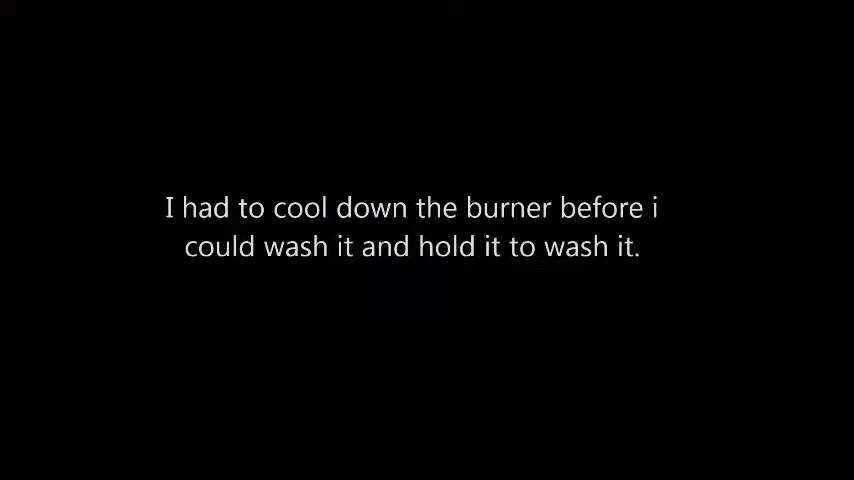 I had to cool down the burner before i
could wash it and hold it to wash it.